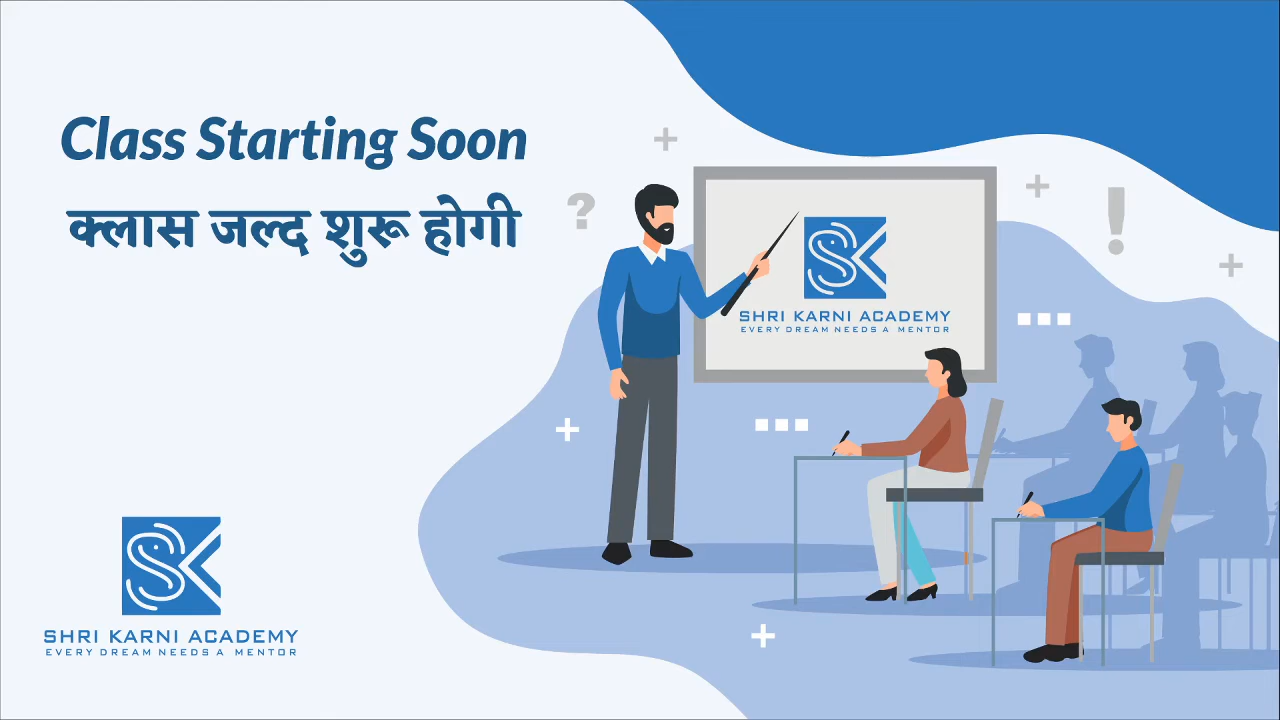 Class Starting Soon
क्लास जल्द शुरू होगी
SHRI KARNI ACADEMY
EVERY DREAM NEEDS A MENTOR
SHRI KARNI ACADEMY
EVERY DREAM NEEDS A MENTOR